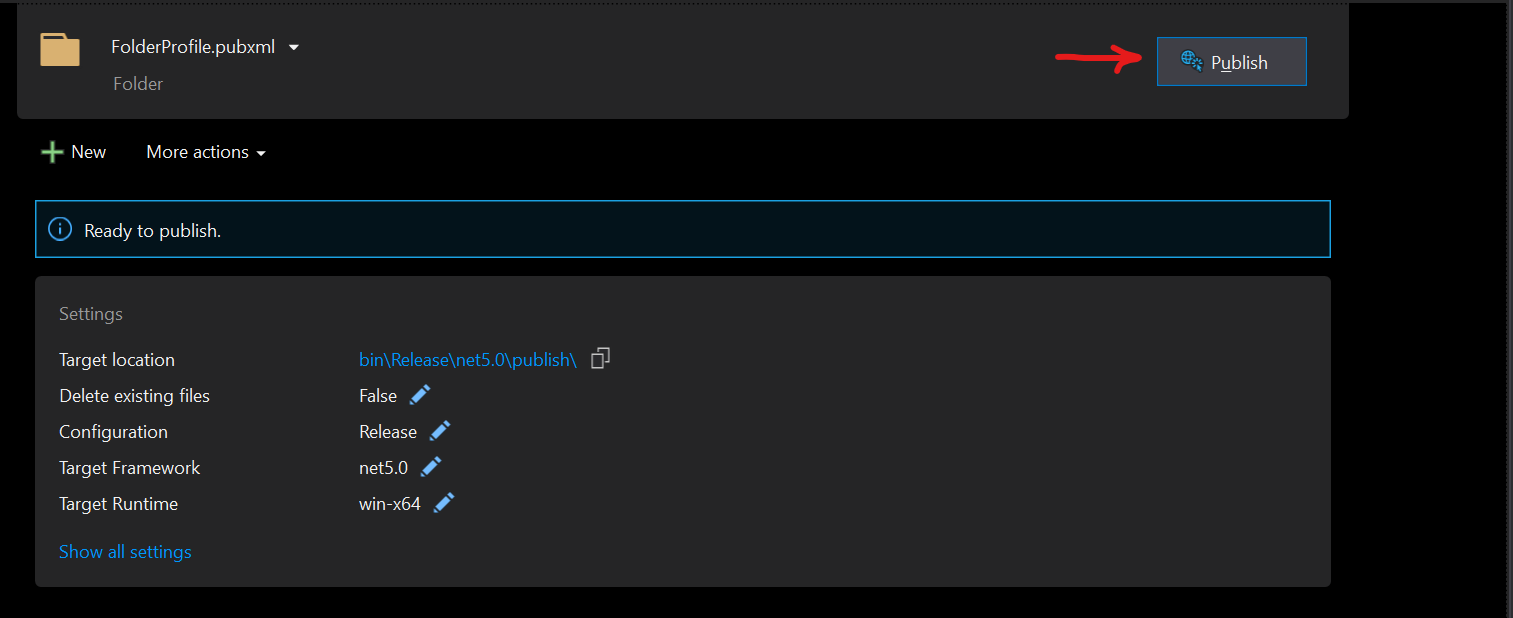 FolderProfile.pubxml
Publish
Folder
New More actions
Ready to publish.
Settings
Target location bin\Release\net5.0\publish\
Delete existing files False
Configuration Release
Target Framework net5.0
Target Runtime win-x64
Show all settings